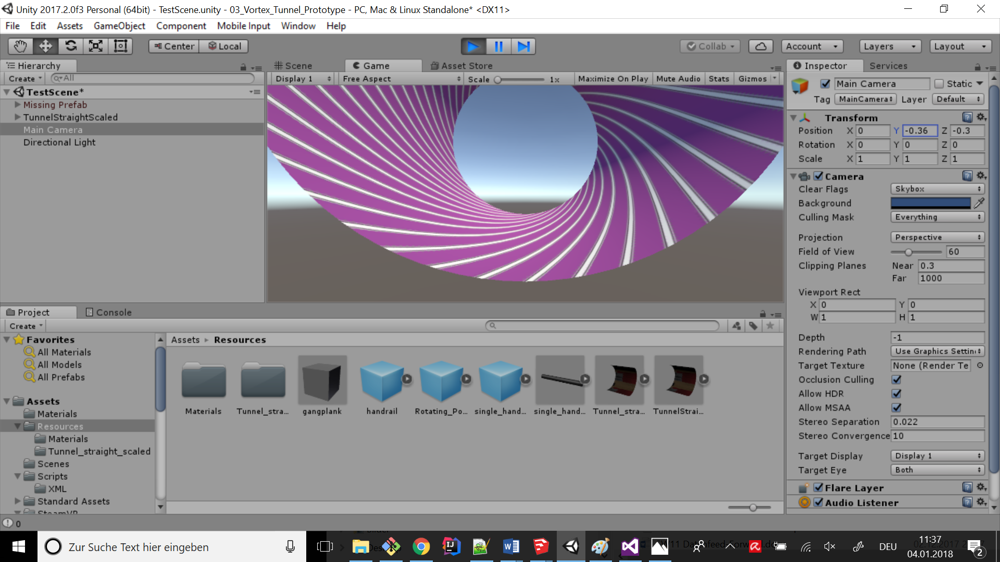 Unity 2017.2.0f3 Personal (64bit) - TestScene.unity - 03_Vortex_Tunnel_Prototype - PC, Mac & Linux Standalone* <DX11>
File Edit Assets GameObject Component Mobile Input Window Help
Center Local Collab Account Layers Layout
Hierarchy
Create All
TestScene*
Missing Prefab
TunnelStraightScaled
Main Camera
Directional Light
Scene Game Asset Store
Display 1 Free Aspect Scale 1x Maximize On Play Mute Audio Stats Gizmos
Inspector Services
Main Camera Static
Tag MainCamera Layer Default
Transform
Position X 0 Y -0.36 Z -0.3
Rotation X 0 Y 0 Z 0
Scale X 1 Y 1 Z 1
Camera
Clear Flags Skybox
Background
Culling Mask Everything
Projection Perspective
Field of View 60
Clipping Planes Near 0.3
Far 1000
Viewport Rect
X 0 Y 0
W 1 H 1
Depth -1
Rendering Path Use Graphics Settin
Target Texture None (Render Te
Occlusion Culling
Allow HDR
Allow MSAA
Stereo Separation 0.022
Stereo Convergence 10
Target Display Display 1
Target Eye Both
Flare Layer
Audio Listener
Project Console
Create
Favorites
All Materials
All Models
All Prefabs
Assets
Materials
Resources
Materials
Tunnel_straight_scaled
Scenes
Scripts
XML
Standard Assets
SteamVR
Assets Resources
Materials Tunnel_stra... gangplank handrail Rotating_Po... single_hand... single_hand... Tunnel_stra... TunnelStrai...
0
Zur Suche Text hier eingeben
DEU
11:37
04.01.2018
2